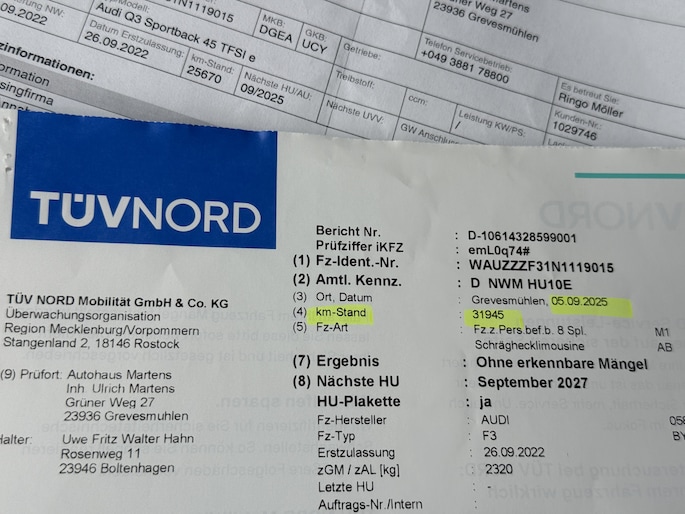 Modell:
Audi Q3 Sportback 45 TFSI e
MKB:
DGEA
GKB:
UCY
.09.2022
Datum Erstzulassung:
26.09.2022
km-Stand:
25670
Nächste HU/AU:
09/2025
Getriebe:
Treibstoff:
Nächste UVV:
ccm:
GW Anschluss
Leistung KW/PS:
/
Grüner Weg 27
23936 Grevesmühlen
Telefon Servicebetrieb:
+049 3881 78800
Es betreut Sie:
Ringo Möller
Kunden-Nr.:
1029746
zinformationen:
ormation
singfirma
TÜVNORD
TÜV NORD Mobilität GmbH & Co. KG
Überwachungsorganisation
Region Mecklenburg/Vorpommern
Stangenland 2, 18146 Rostock
(9) Prüfort: Autohaus Martens
Inh. Ulrich Martens
Grüner Weg 27
23936 Grevesmuhlen
Halter: Uwe Fritz Walter Hahn
Rosenweg 11
23946 Boltenhagen
Bericht Nr. : D-10614328599001
Prüfziffer iKFZ : emL0q74#
(1) Fz-Ident.-Nr. : WAUZZZF31N1119015
(2) Amtl. Kennz. : D NWM HU10E
(3) Ort, Datum : Grevesmühlen, 05.09.2025
(4) km-Stand : 31945
(5) Fz-Art : Fz.z.Pers.bef.b. 8 Spl. M1
Schräghecklimousine AB
(7) Ergebnis : Ohne erkennbare Mängel
(8) Nächste HU : September 2027
HU-Plakette : ja
Fz-Hersteller : AUDI
Fz-Typ : F3
Erstzulassung : 26.09.2022
zGM / zAL [kg] : 2320
Letzte HU : -
Auftrags-Nr./Intern :